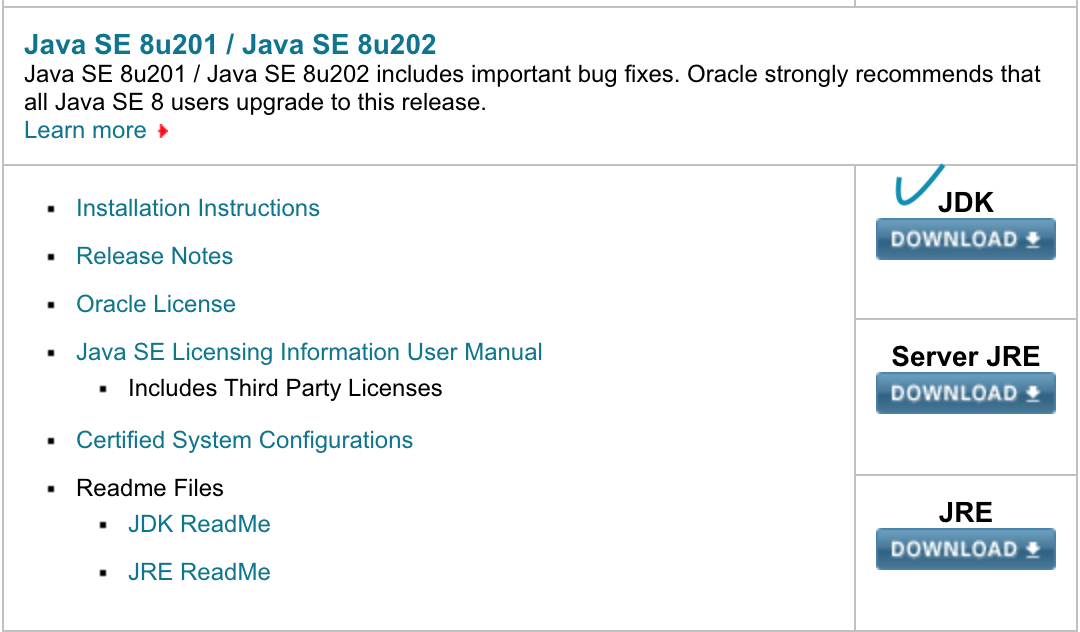 Java SE 8u201 / Java SE 8u202
Java SE 8u201 / Java SE 8u202 includes important bug fixes. Oracle strongly recommends that
all Java SE 8 users upgrade to this release.
Learn more
Installation Instructions
Release Notes
Oracle License
Java SE Licensing Information User Manual
Includes Third Party Licenses
Certified System Configurations
Readme Files
JDK ReadMe
JRE ReadMe
JDK
DOWNLOAD
Server JRE
DOWNLOAD
JRE
DOWNLOAD